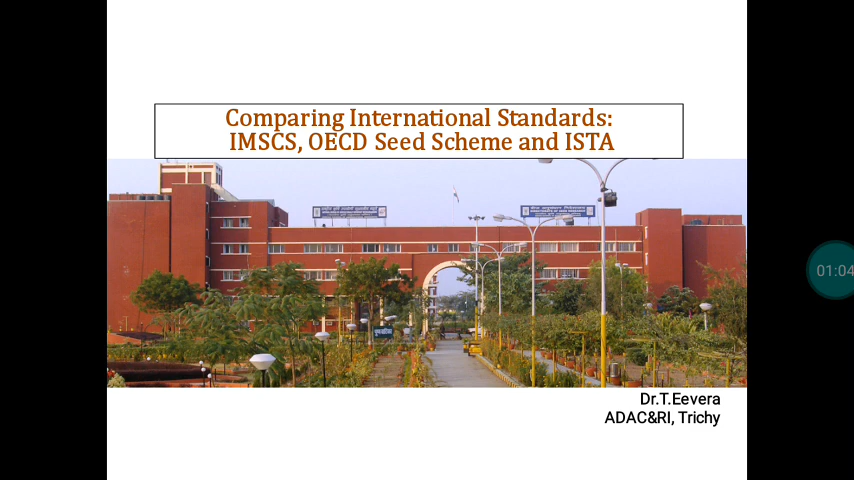 Comparing International Standards:
IMSCS, OECD Seed Scheme and ISTA
Dr.T.Eevera
ADAC&RI, Trichy
01:04